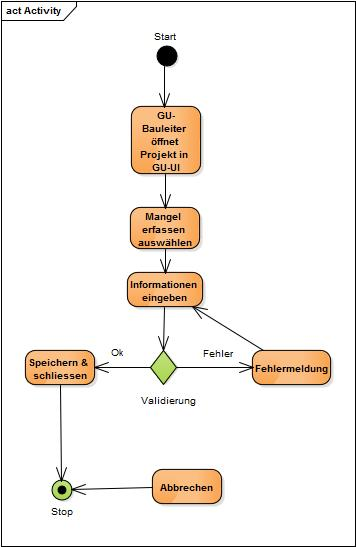 act Activity
Start
GU-
Bauleiter
öffnet
Projekt in
GU-UI
Mangel
erfassen
auswählen
Informationen
eingeben
Ok
Fehler
Speichern &
schliessen
Fehlermeldung
Validierung
Abbrechen
Stop